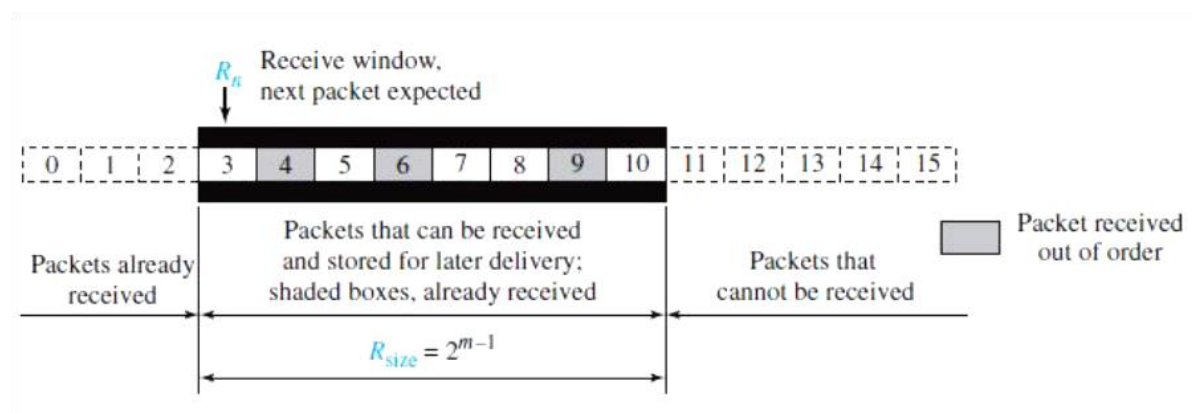 Receive window,
Rn next packet expected
0 1 2 3 4 5 6 7 8 9 10 11 12 13 14 15
Packets already
received
Packets that can be received
and stored for later delivery;
shaded boxes, already received
Packets that
cannot be received
Packet received
out of order
Rsize = 2^m–1